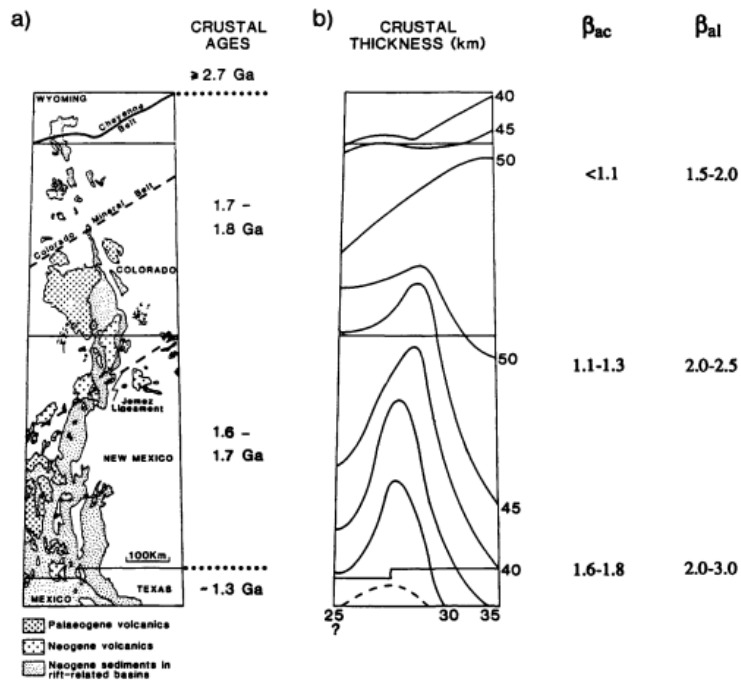 a)
CRUSTAL
AGES
⩾ 2.7 Ga
WYOMING
Cheyenne
Belt
Colorado Mineral Belt
1.7 –
1.8 Ga
COLORADO
Jemez
Lineament
1.6 –
1.7 Ga
NEW MEXICO
100Km
~ 1.3 Ga
TEXAS
MEXICO
Palaeogene volcanics
Neogene volcanics
Neogene sediments in
rift-related basins
b)
CRUSTAL
THICKNESS (km)
40
45
50
50
45
40
25 30 35
?
βac βal
<1.1 1.5-2.0
1.1-1.3 2.0-2.5
1.6-1.8 2.0-3.0